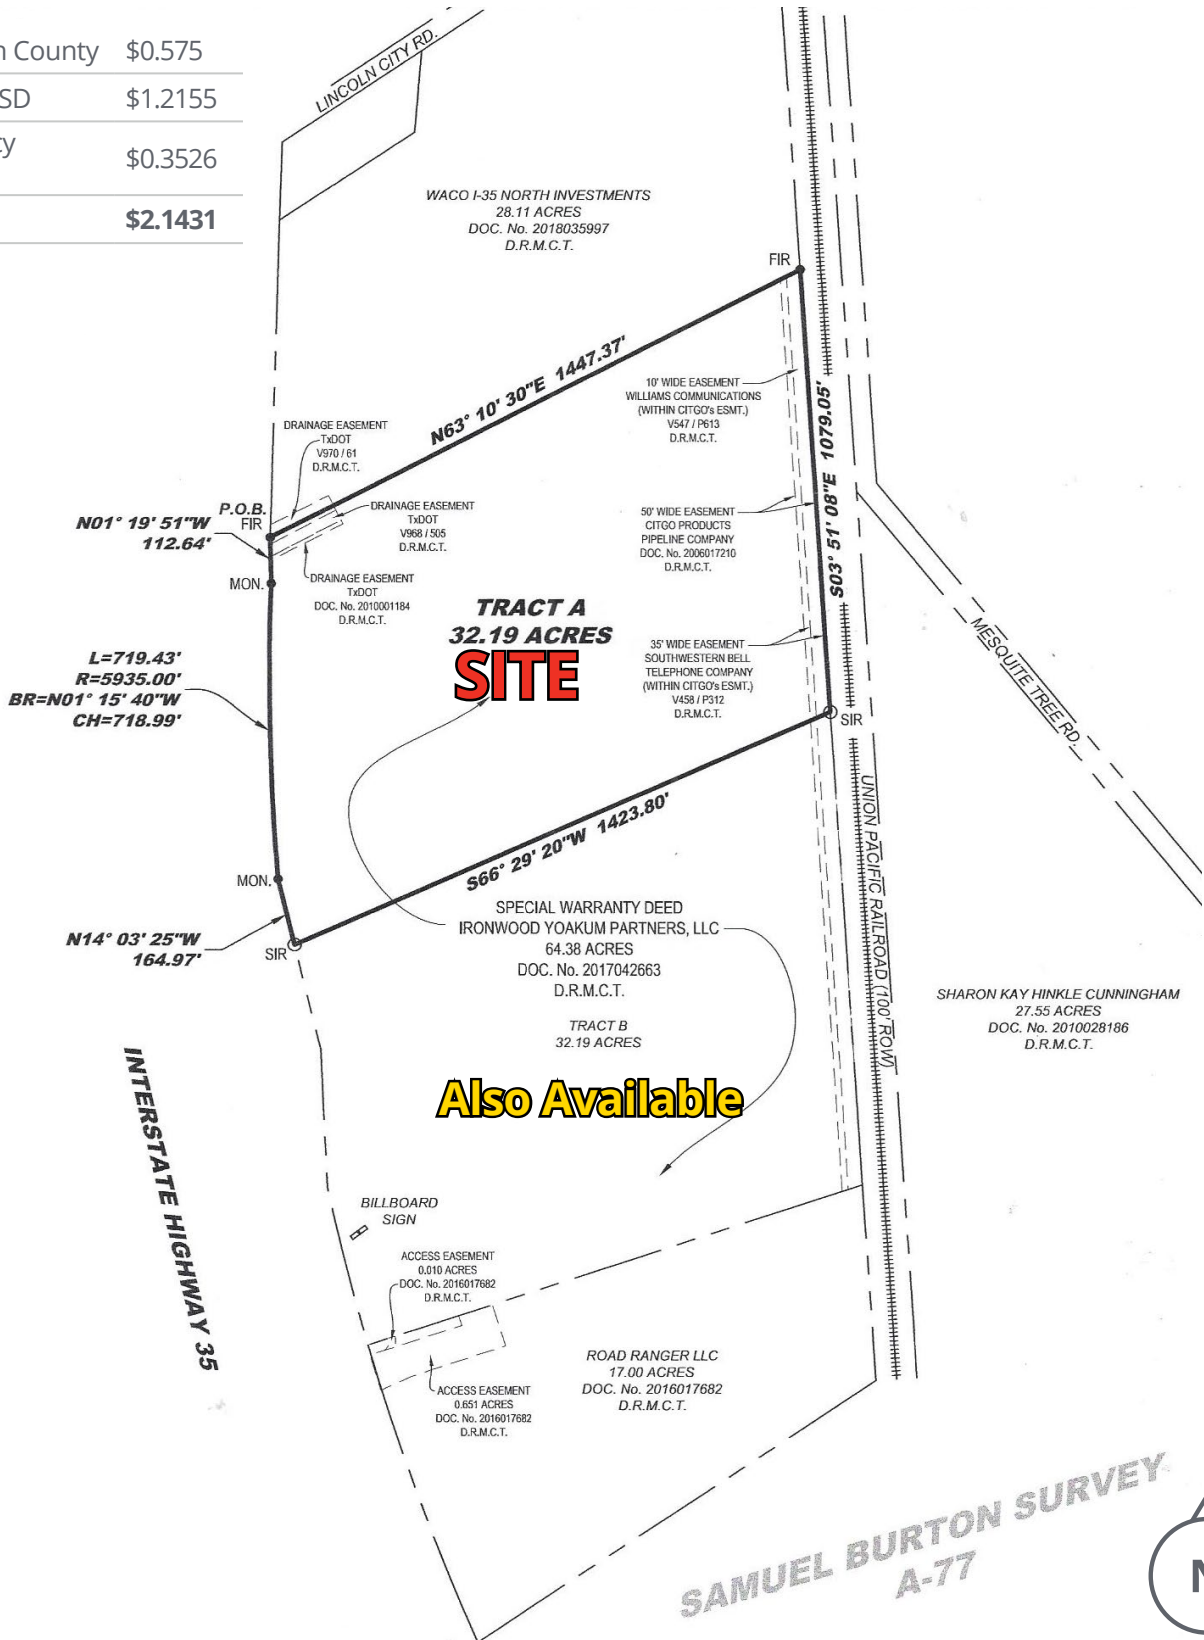 n County $0.575
SD $1.2155
ty $0.3526
$2.1431
LINCOLN CITY RD.
WACO I-35 NORTH INVESTMENTS
28.11 ACRES
DOC. No. 2018035997
D.R.M.C.T.
FIR
N63° 10' 30"E 1447.37'
10' WIDE EASEMENT
WILLIAMS COMMUNICATIONS
(WITHIN CITGO's ESMT.)
V547 / P613
D.R.M.C.T.
S03° 51' 08"E 1079.05'
DRAINAGE EASEMENT
TxDOT
V970 / 61
D.R.M.C.T.
P.O.B.
FIR
N01° 19' 51"W
112.64'
DRAINAGE EASEMENT
TxDOT
V968 / 505
D.R.M.C.T.
50' WIDE EASEMENT
CITGO PRODUCTS
PIPELINE COMPANY
DOC. No. 2006017210
D.R.M.C.T.
MON.
DRAINAGE EASEMENT
TxDOT
DOC. No. 2010001184
D.R.M.C.T.
TRACT A
32.19 ACRES
SITE
35' WIDE EASEMENT
SOUTHWESTERN BELL
TELEPHONE COMPANY
(WITHIN CITGO's ESMT.)
V458 / P312
D.R.M.C.T.
MESQUITE TREE RD.
L=719.43'
R=5935.00'
BR=N01° 15' 40"W
CH=718.99'
SIR
UNION PACIFIC RAILROAD (100' ROW)
S66° 29' 20"W 1423.80'
MON.
N14° 03' 25"W
164.97'
SIR
SPECIAL WARRANTY DEED
IRONWOOD YOAKUM PARTNERS, LLC
64.38 ACRES
DOC. No. 2017042663
D.R.M.C.T.
TRACT B
32.19 ACRES
SHARON KAY HINKLE CUNNINGHAM
27.55 ACRES
DOC. No. 2010028186
D.R.M.C.T.
Also Available
INTERSTATE HIGHWAY 35
BILLBOARD
SIGN
ACCESS EASEMENT
0.010 ACRES
DOC. No. 2016017682
D.R.M.C.T.
ROAD RANGER LLC
17.00 ACRES
DOC. No. 2016017682
D.R.M.C.T.
ACCESS EASEMENT
0.651 ACRES
DOC. No. 2016017682
D.R.M.C.T.
SAMUEL BURTON SURVEY
A-77
N